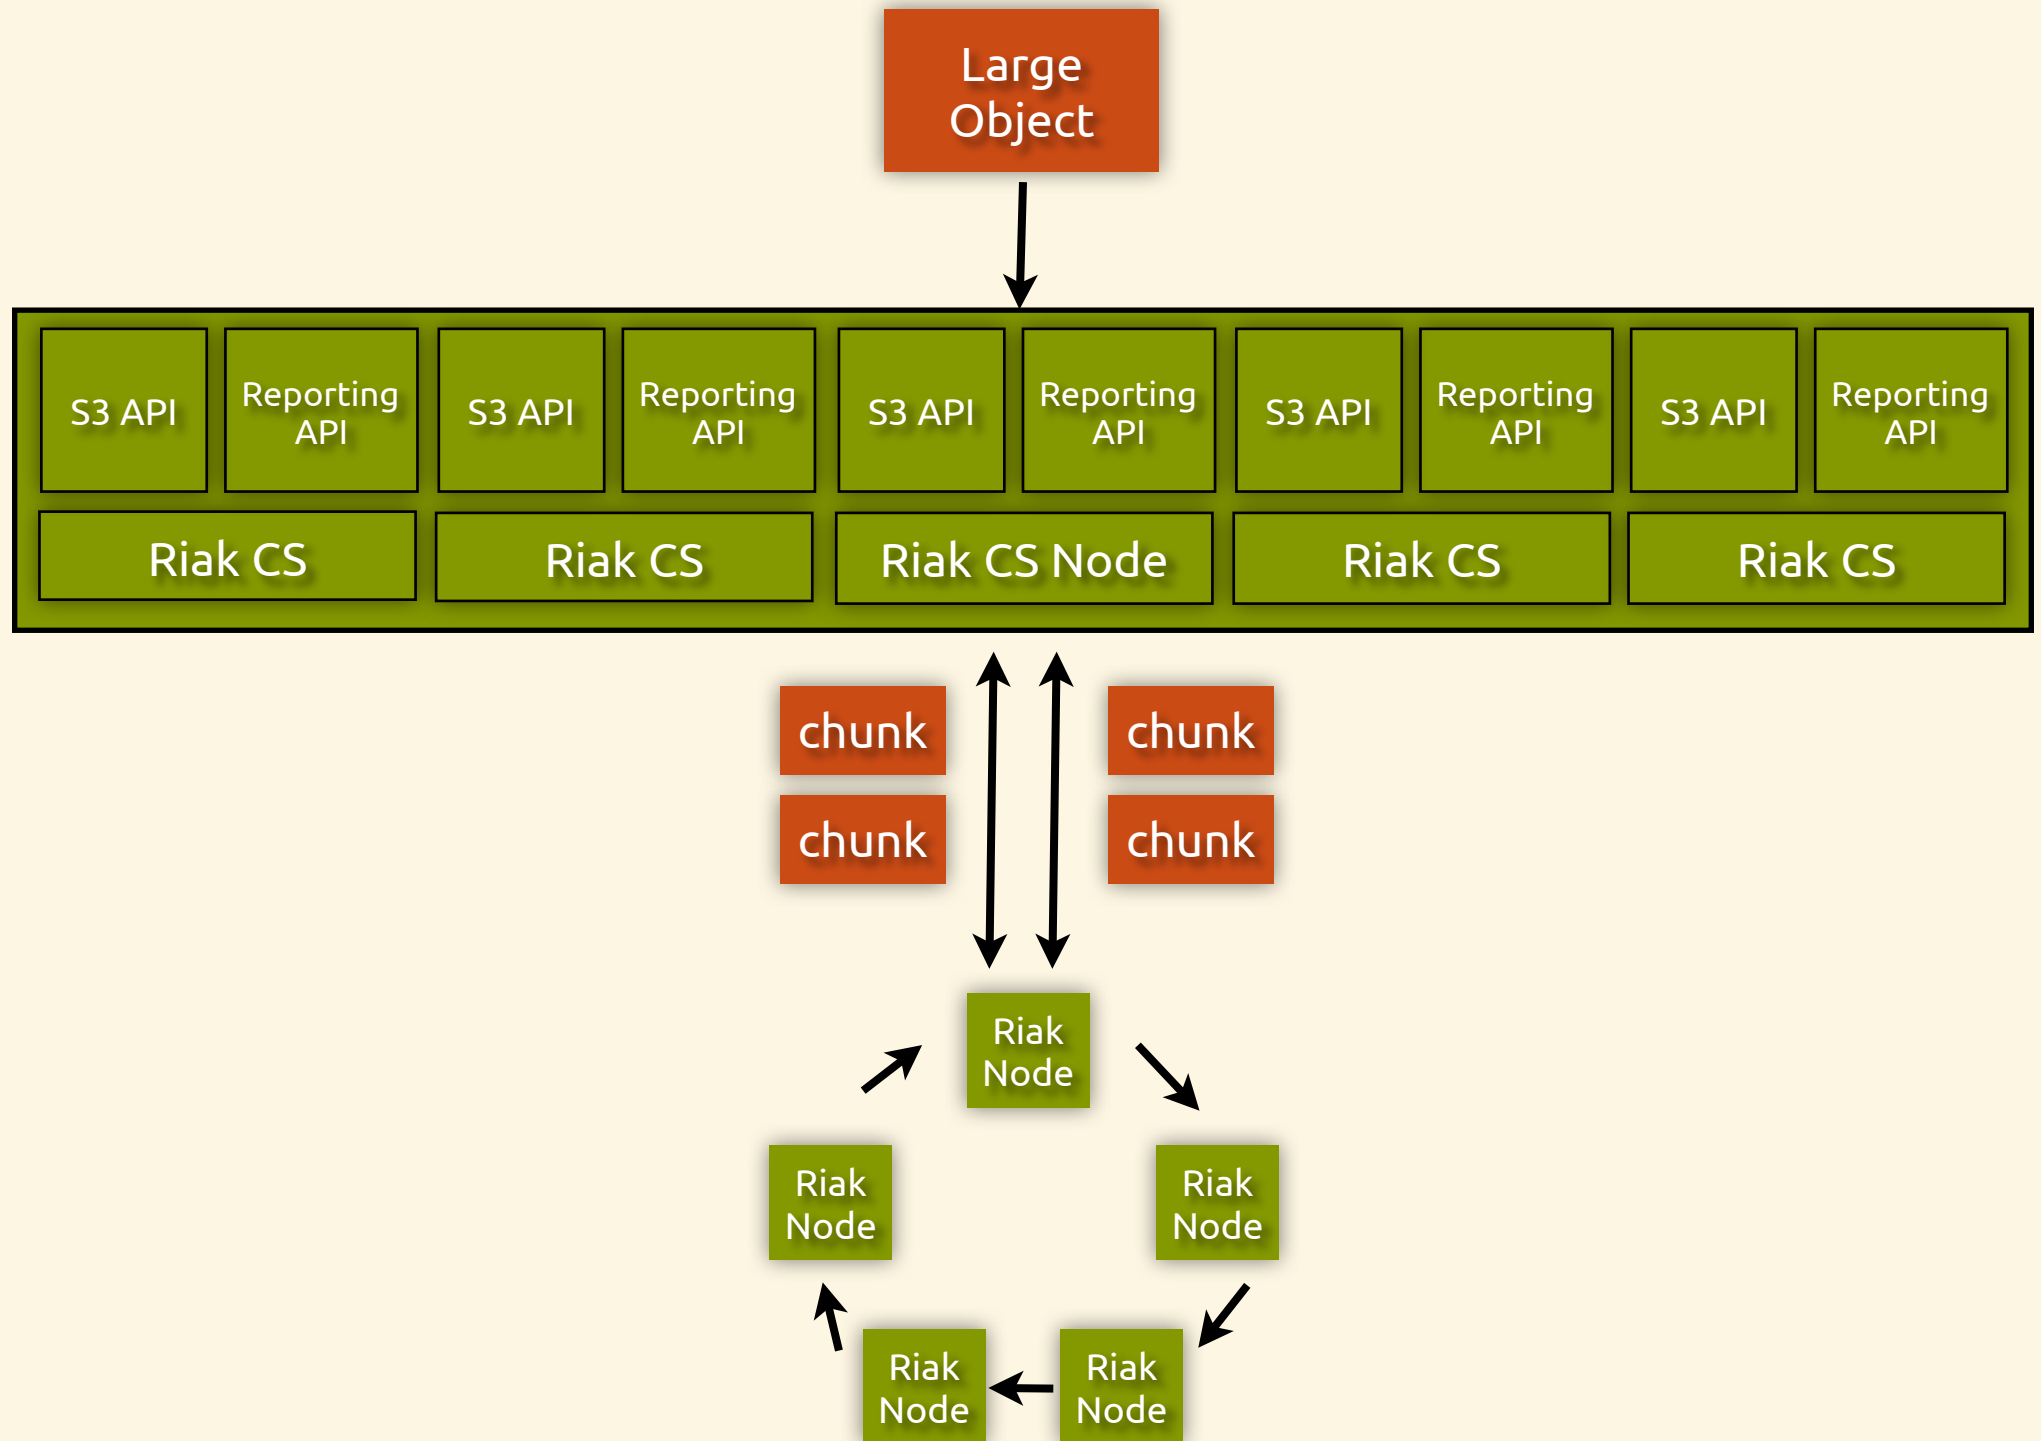 Large
Object
S3 API
Reporting
API
S3 API
Reporting
API
S3 API
Reporting
API
S3 API
Reporting
API
S3 API
Reporting
API
Riak CS
Riak CS
Riak CS Node
Riak CS
Riak CS
chunk
chunk
chunk
chunk
Riak
Node
Riak
Node
Riak
Node
Riak
Node
Riak
Node